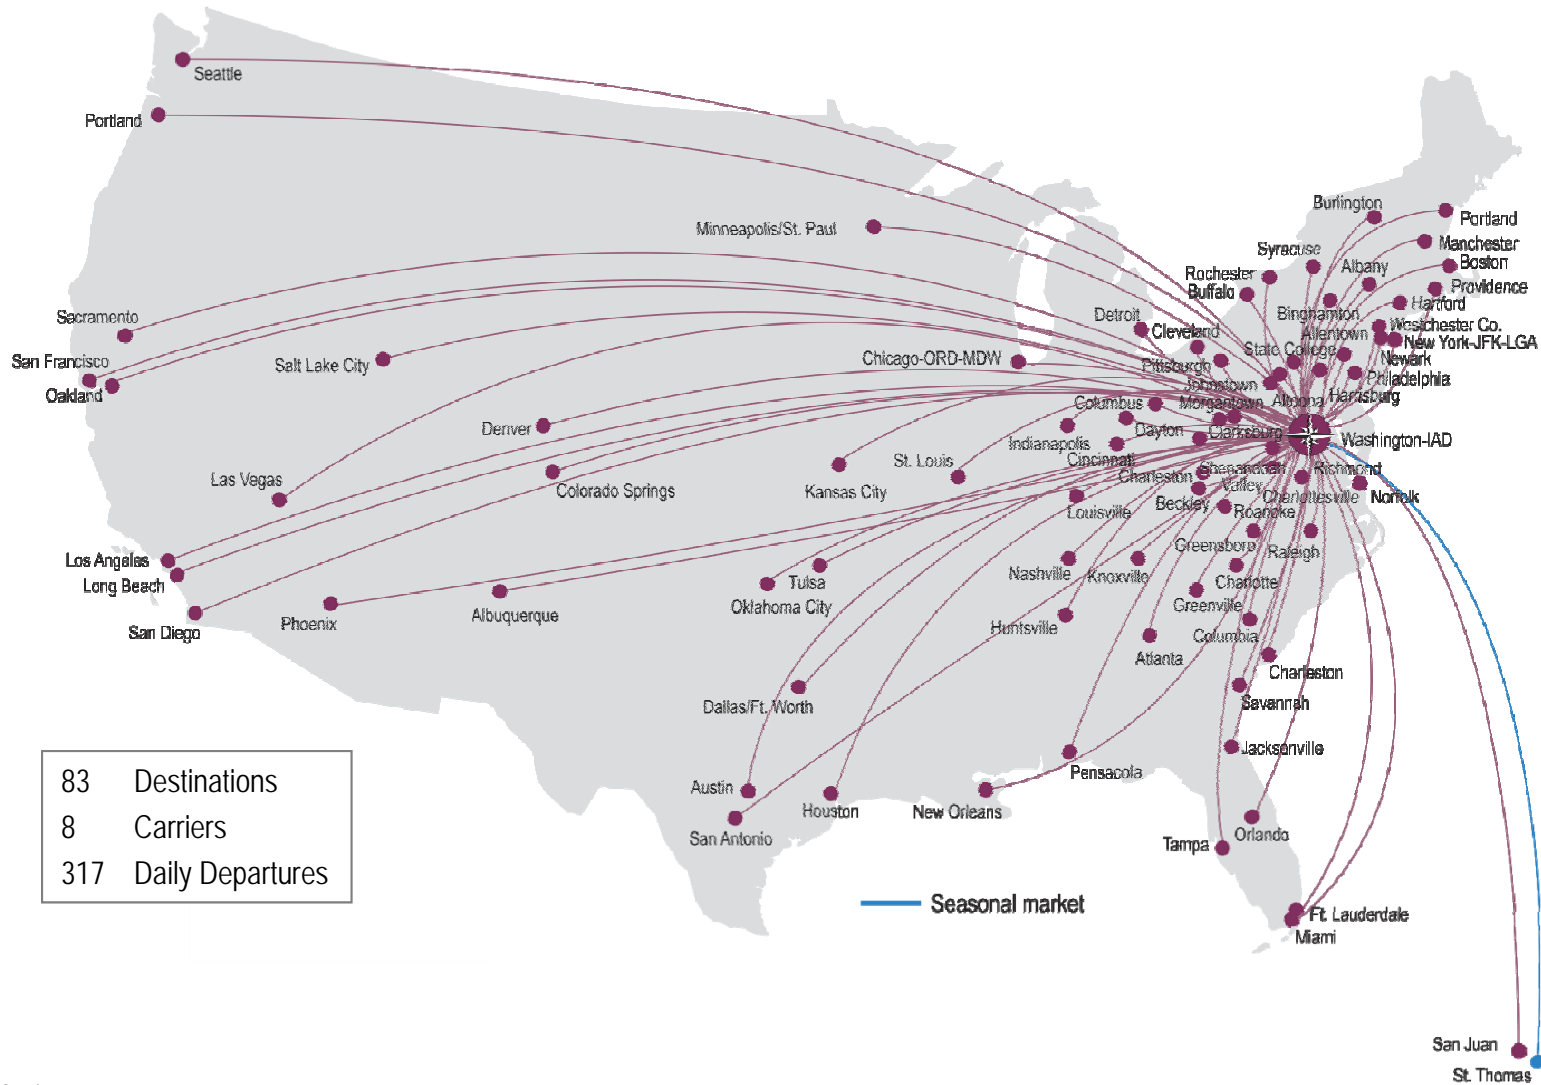 Seattle
Portland
Minneapolis/St. Paul
Burlington
Portland
Syracuse
Manchester
Albany
Boston
Rochester
Buffalo
Providence
Binghamton
Hartford
Sacramento
Detroit
Cleveland
Allentown
Westchester Co.
New York-JFK-LGA
San Francisco
Salt Lake City
Chicago-ORD-MDW
State College
Newark
Pittsburgh
Philadelphia
Oakland
Johnstown
Harrisburg
Columbus
Morgantown
Altoona
Denver
Indianapolis
Dayton
Clarksburg
Washington-IAD
Cincinnati
St. Louis
Las Vegas
Colorado Springs
Kansas City
Charleston
Shenandoah
Valley
Richmond
Charlottesville
Norfolk
Louisville
Beckley
Roanoke
Los Angeles
Long Beach
Greensboro
Raleigh
Nashville
Knoxville
Tulsa
Oklahoma City
Charlotte
Albuquerque
Greenville
Phoenix
San Diego
Huntsville
Columbia
Atlanta
Charleston
Dallas/Ft. Worth
Savannah
Jacksonville
Pensacola
Austin
Houston
New Orleans
San Antonio
Orlando
Tampa
83 Destinations
8 Carriers
317 Daily Departures
Seasonal market
Ft. Lauderdale
Miami
San Juan
St. Thomas